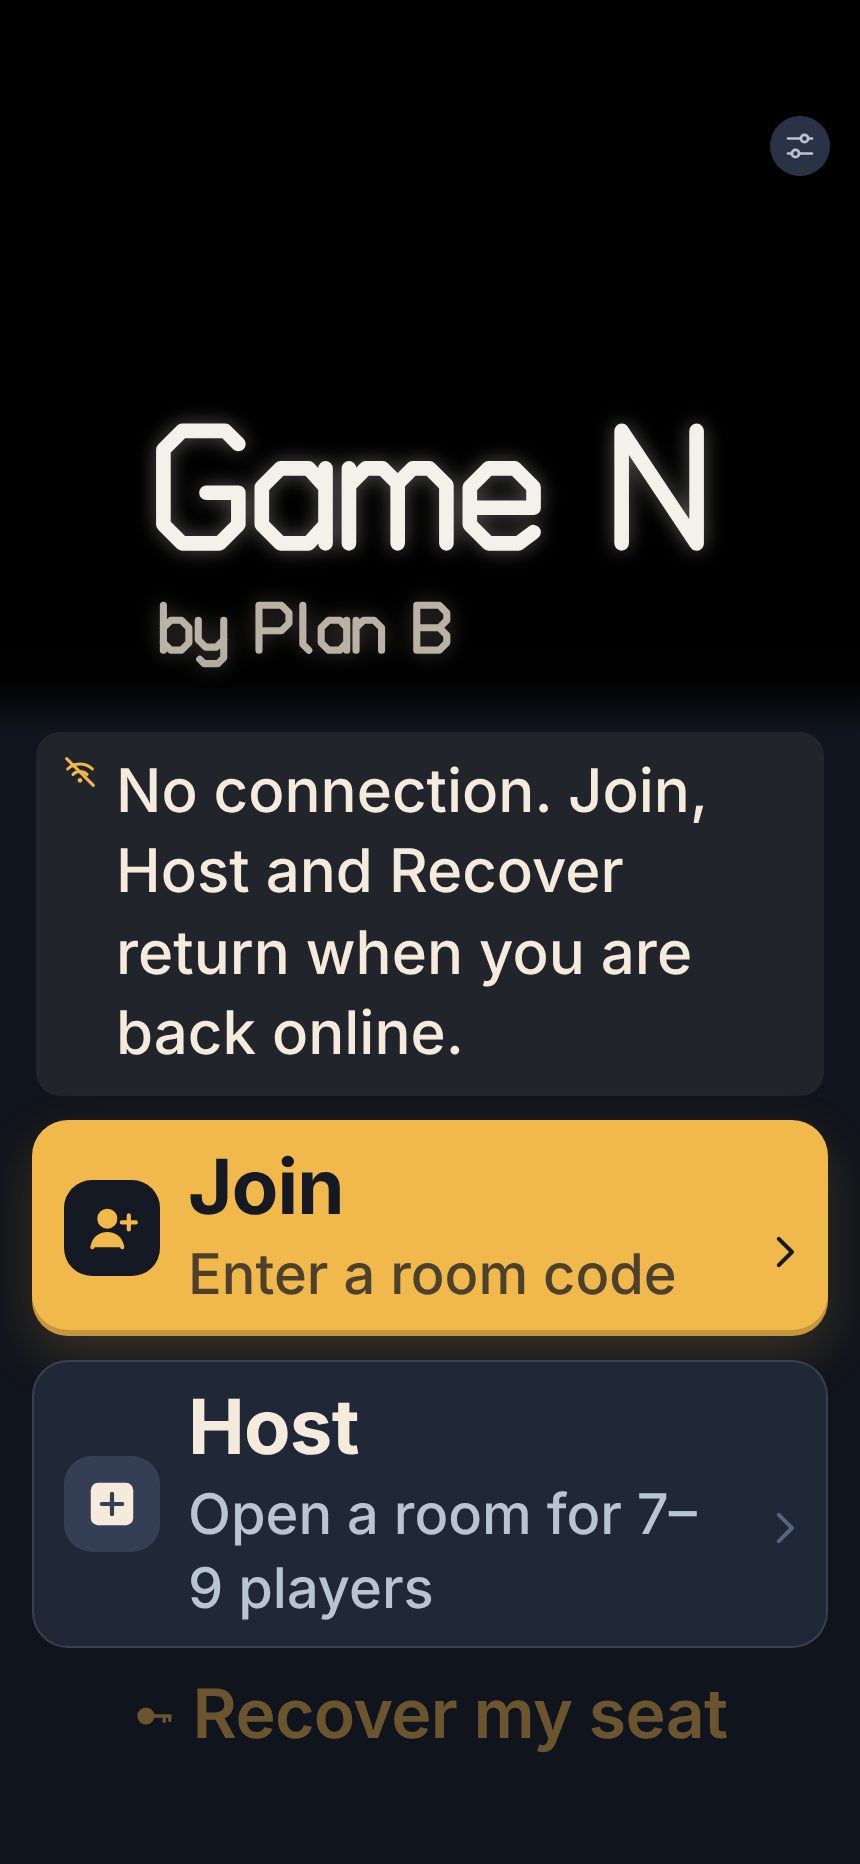 Game N
by Plan B
No connection. Join,
Host and Recover
return when you are
back online.
Join
Enter a room code
Host
Open a room for 7–
9 players
Recover my seat